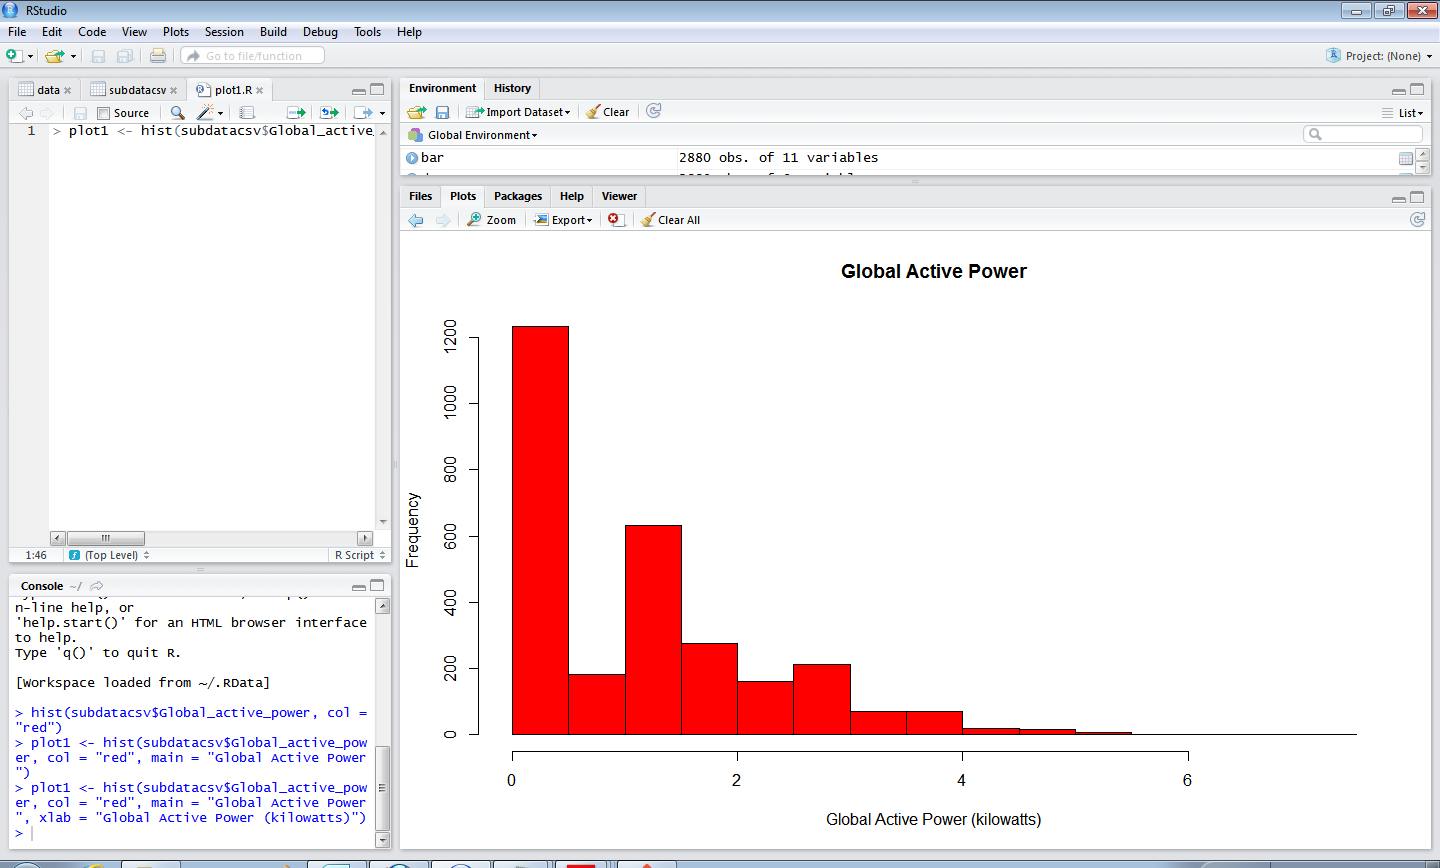 RStudio
File Edit Code View Plots Session Build Debug Tools Help
Go to file/function
Project: (None)
data
subdatacsv
plot1.R
Source
1 > plot1 <- hist(subdatacsv$Global_active_
1:46
(Top Level)
R Script
Console ~/
n-line help, or
'help.start()' for an HTML browser interface
to help.
Type 'q()' to quit R.
[Workspace loaded from ~/.RData]
> hist(subdatacsv$Global_active_power, col =
"red")
> plot1 <- hist(subdatacsv$Global_active_pow
er, col = "red", main = "Global Active Power
")
> plot1 <- hist(subdatacsv$Global_active_pow
er, col = "red", main = "Global Active Power
", xlab = "Global Active Power (kilowatts)")
>
Environment History
Import Dataset Clear
List
Global Environment
bar 2880 obs. of 11 variables
Files Plots Packages Help Viewer
Zoom Export Clear All
Global Active Power
1200
1000
800
600
400
200
0
Frequency
0 2 4 6
Global Active Power (kilowatts)